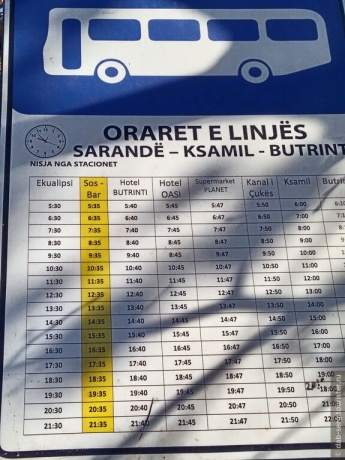 ORARET E LINJËS
SARANDË – KSAMIL - BUTRINT
NISJA NGA STACIONET
Ekualipsi Sos - Bar Hotel BUTRINTI Hotel OASI Supermarket PLANET Kanal i Çukës Ksamil
5:30 5:35 5:40 5:45 5:47 5:50 6:00
6:30 6:35 6:40 6:45 6:47 6:50 7:00
7:30 7:35 7:40 7:45 7:47 7:50 8:00
8:30 8:35 8:40 8:45 8:47 8:50 9:00
9:30 9:35 9:40 9:45 9:47 9:50 10:00
10:30 10:35 10:40 10:45 10:47 10:50 11:00
11:30 11:35 11:40 11:45 11:47 11:50 12:00
12:30 12:35 12:40 12:45 12:47 12:50 13:00
13:30 13:35 13:40 13:45 13:47 13:50 14:00
14:30 14:35 14:40 14:45 14:47 14:50 15:00
15:30 15:35 15:40 15:45 15:47 15:50 16:00
16:30 16:35 16:40 16:45 16:47 16:50 17:00
17:30 17:35 17:40 17:45 17:47 17:50 18:00
18:30 18:35 18:40 18:45 18:47 18:50 19:00
19:30 19:35 19:40 19:45 19:47 19:50
20:30 20:35 20:40 20:45 20:47 20:50 21:00
21:30 21:35 21:40 21:45 21:47 21:50